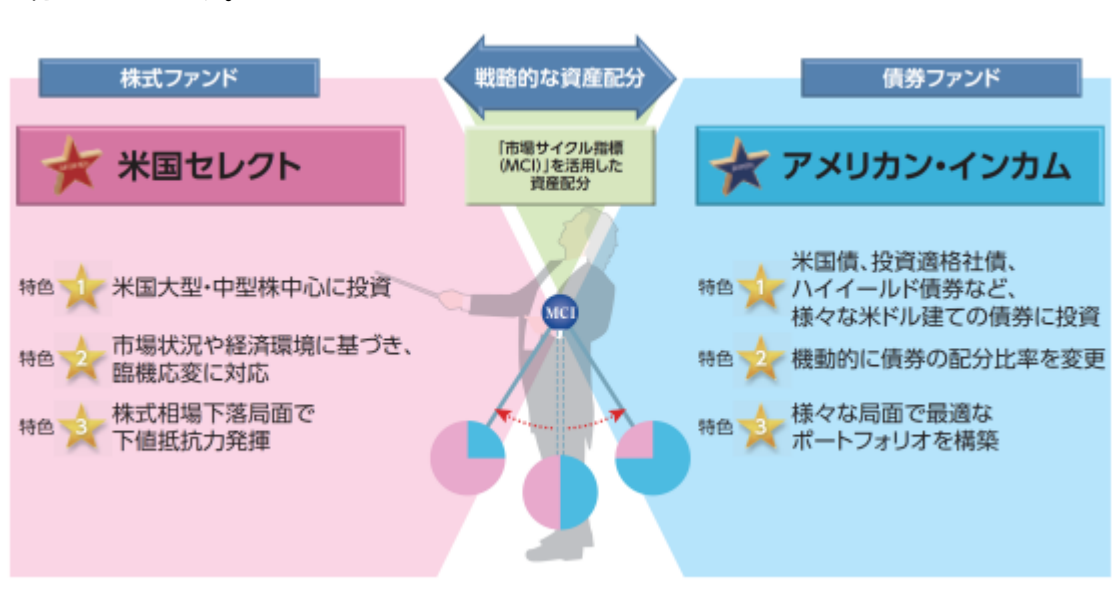 株式ファンド
戦略的な資産配分
債券ファンド
米国セレクト
「市場サイクル指標
(MCI)」を活用した
資産配分
アメリカン・インカム
特色 1 米国大型・中型株中心に投資
特色 2 市場状況や経済環境に基づき、
臨機応変に対応
特色 3 株式相場下落局面で
下値抵抗力発揮
MCI
特色 1 米国債、投資適格社債、
ハイイールド債券など、
様々な米ドル建ての債券に投資
特色 2 機動的に債券の配分比率を変更
特色 3 様々な局面で最適な
ポートフォリオを構築